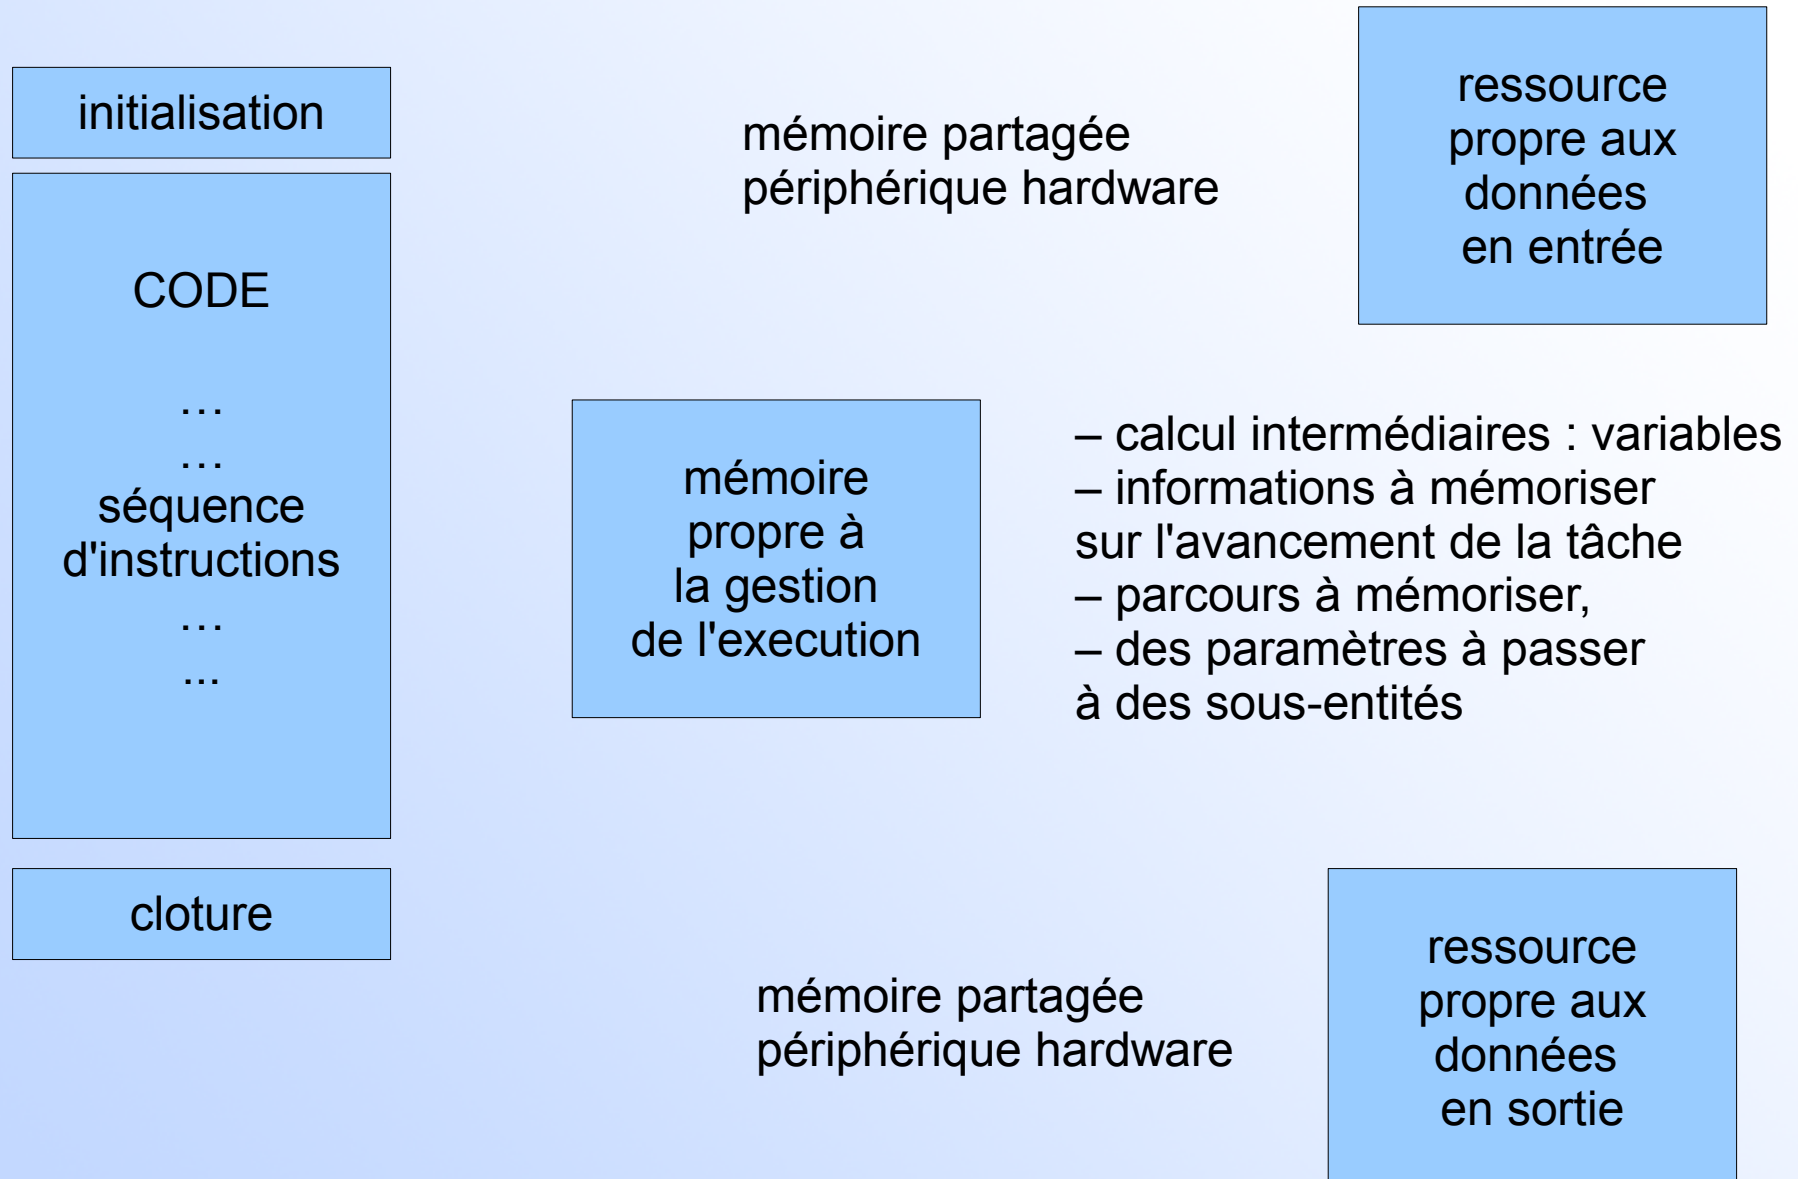 initialisation
CODE
…
…
séquence
d'instructions
…
...
cloture
mémoire partagée
périphérique hardware
ressource
propre aux
données
en entrée
mémoire
propre à
la gestion
de l'execution
– calcul intermédiaires : variables
– informations à mémoriser
sur l'avancement de la tâche
– parcours à mémoriser,
– des paramètres à passer
à des sous-entités
mémoire partagée
périphérique hardware
ressource
propre aux
données
en sortie